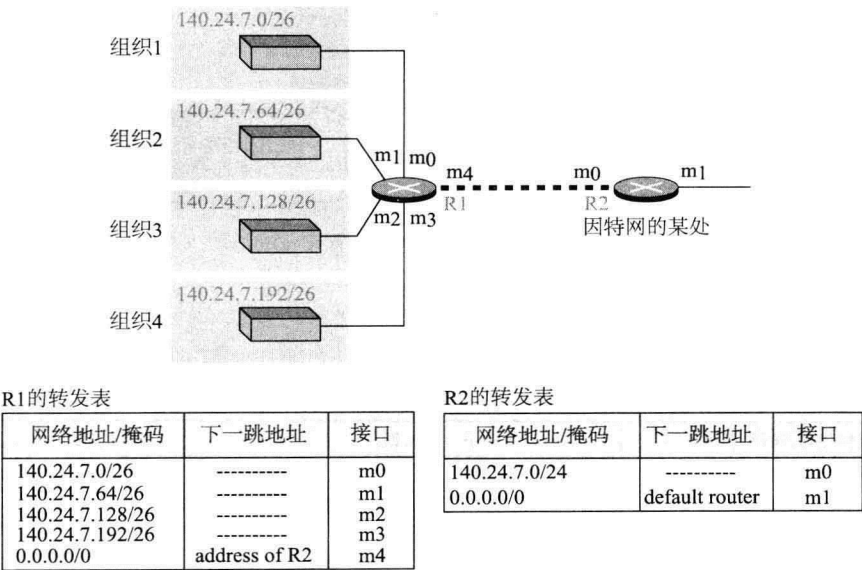 140.24.7.0/26
组织1
140.24.7.64/26
组织2
m1 m0
m4
m0
m1
140.24.7.128/26
组织3
m2 m3
R1
R2
因特网的某处
140.24.7.192/26
组织4
R1的转发表
网络地址/掩码 下一跳地址 接口
140.24.7.0/26 ---------- m0
140.24.7.64/26 ---------- m1
140.24.7.128/26 ---------- m2
140.24.7.192/26 ---------- m3
0.0.0.0/0 address of R2 m4
R2的转发表
网络地址/掩码 下一跳地址 接口
140.24.7.0/24 ---------- m0
0.0.0.0/0 default router m1